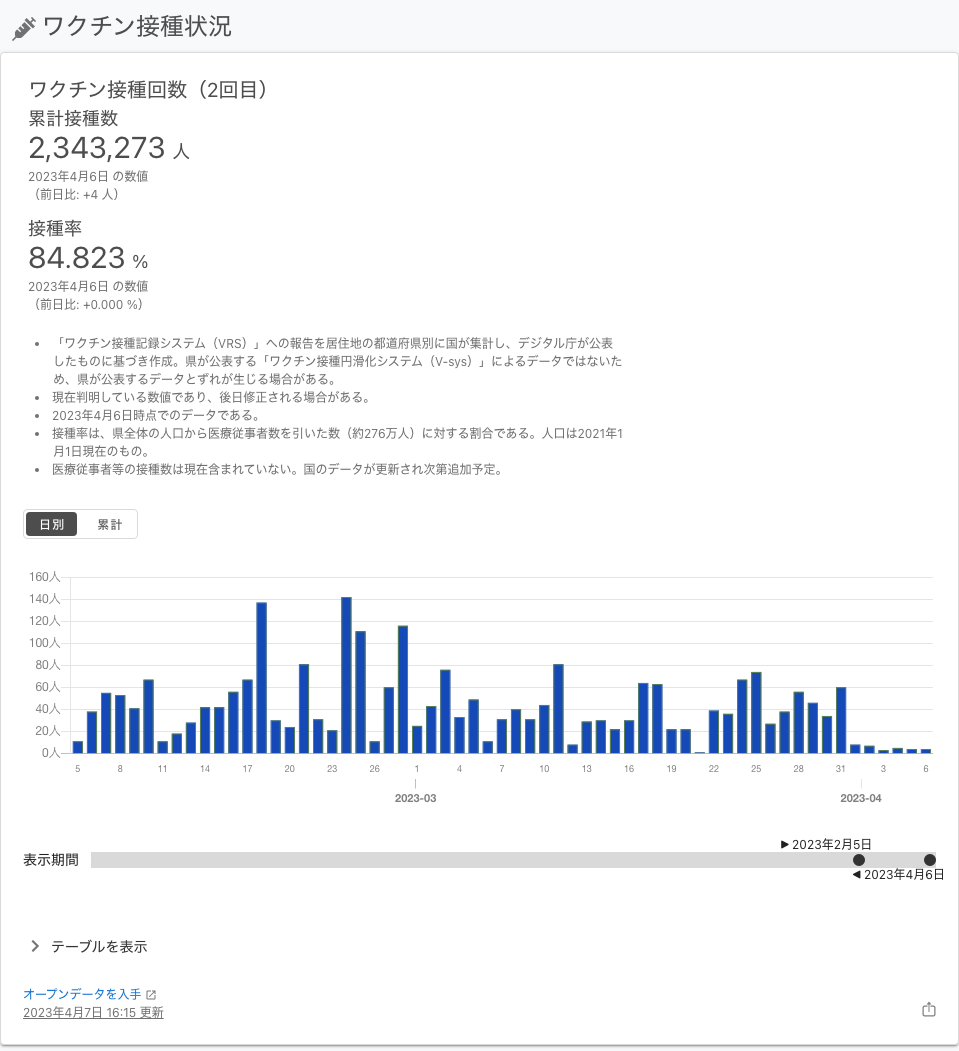 ワクチン接種状況
ワクチン接種回数（2回目）
累計接種数
2,343,273 人
2023年4月6日 の数値
（前日比: +4 人）
接種率
84.823 %
2023年4月6日 の数値
（前日比: +0.000 %）
• 「ワクチン接種記録システム（VRS）」への報告を居住地の都道府県別に国が集計し、デジタル庁が公表
したものに基づき作成。県が公表する「ワクチン接種円滑化システム（V-sys）」によるデータではないた
め、県が公表するデータとずれが生じる場合がある。
• 現在判明している数値であり、後日修正される場合がある。
• 2023年4月6日時点でのデータである。
• 接種率は、県全体の人口から医療従事者数を引いた数（約276万人）に対する割合である。人口は2021年1
月1日現在のもの。
• 医療従事者等の接種数は現在含まれていない。国のデータが更新され次第追加予定。
日別 累計
160人
140人
120人
100人
80人
60人
40人
20人
0人
5 8 11 14 17 20 23 26 1 4 7 10 13 16 19 22 25 28 31 3 6
2023-03 2023-04
▶ 2023年2月5日
表示期間
◀ 2023年4月6日
テーブルを表示
オープンデータを入手
2023年4月7日 16:15 更新